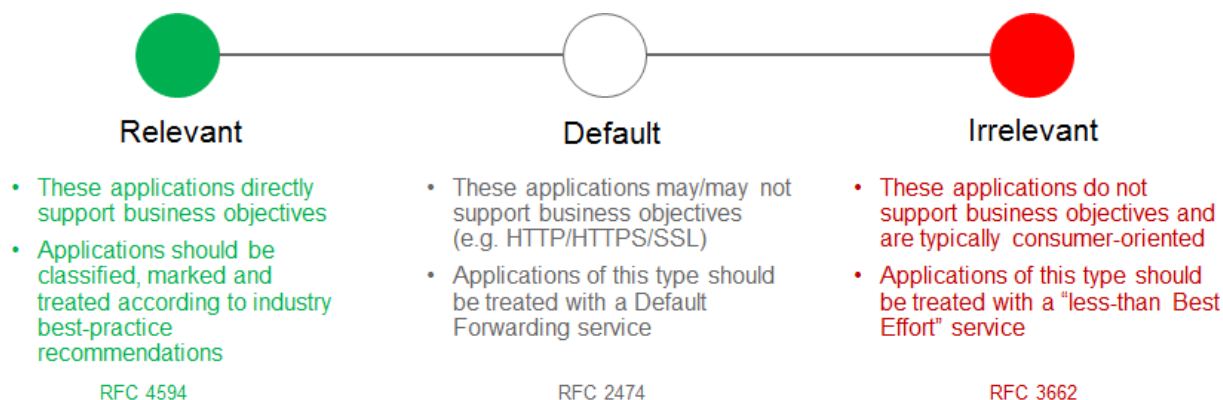 Relevant
Default
Irrelevant
• These applications directly
support business objectives
• Applications should be
classified, marked and
treated according to industry
best-practice
recommendations
RFC 4594
• These applications may/may not
support business objectives
(e.g. HTTP/HTTPS/SSL)
• Applications of this type should
be treated with a Default
Forwarding service
RFC 2474
• These applications do not
support business objectives and
are typically consumer-oriented
• Applications of this type should
be treated with a “less-than Best
Effort” service
RFC 3662